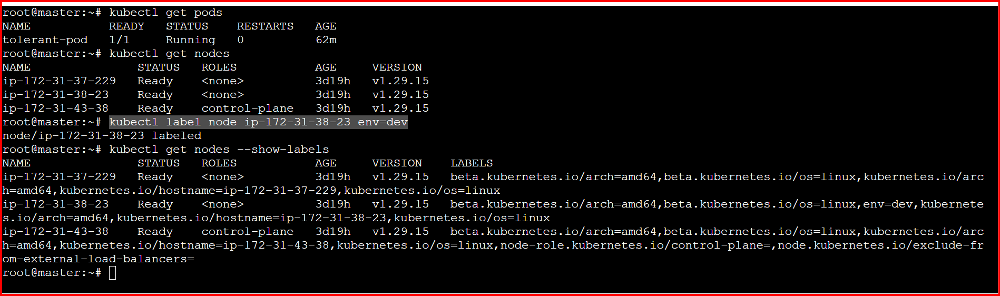 root@master:~# kubectl get pods
NAME           READY   STATUS    RESTARTS   AGE
tolerant-pod   1/1     Running   0          62m
root@master:~# kubectl get nodes
NAME               STATUS   ROLES           AGE     VERSION
ip-172-31-37-229   Ready    <none>          3d19h   v1.29.15
ip-172-31-38-23    Ready    <none>          3d19h   v1.29.15
ip-172-31-43-38    Ready    control-plane   3d19h   v1.29.15
root@master:~# kubectl label node ip-172-31-38-23 env=dev
node/ip-172-31-38-23 labeled
root@master:~# kubectl get nodes --show-labels
NAME               STATUS   ROLES           AGE     VERSION    LABELS
ip-172-31-37-229   Ready    <none>          3d19h   v1.29.15   beta.kubernetes.io/arch=amd64,beta.kubernetes.io/os=linux,kubernetes.io/arc
h=amd64,kubernetes.io/hostname=ip-172-31-37-229,kubernetes.io/os=linux
ip-172-31-38-23    Ready    <none>          3d19h   v1.29.15   beta.kubernetes.io/arch=amd64,beta.kubernetes.io/os=linux,env=dev,kubernete
s.io/arch=amd64,kubernetes.io/hostname=ip-172-31-38-23,kubernetes.io/os=linux
ip-172-31-43-38    Ready    control-plane   3d19h   v1.29.15   beta.kubernetes.io/arch=amd64,beta.kubernetes.io/os=linux,kubernetes.io/arc
h=amd64,kubernetes.io/hostname=ip-172-31-43-38,kubernetes.io/os=linux,node-role.kubernetes.io/control-plane=,node.kubernetes.io/exclude-fr
om-external-load-balancers=
root@master:~#